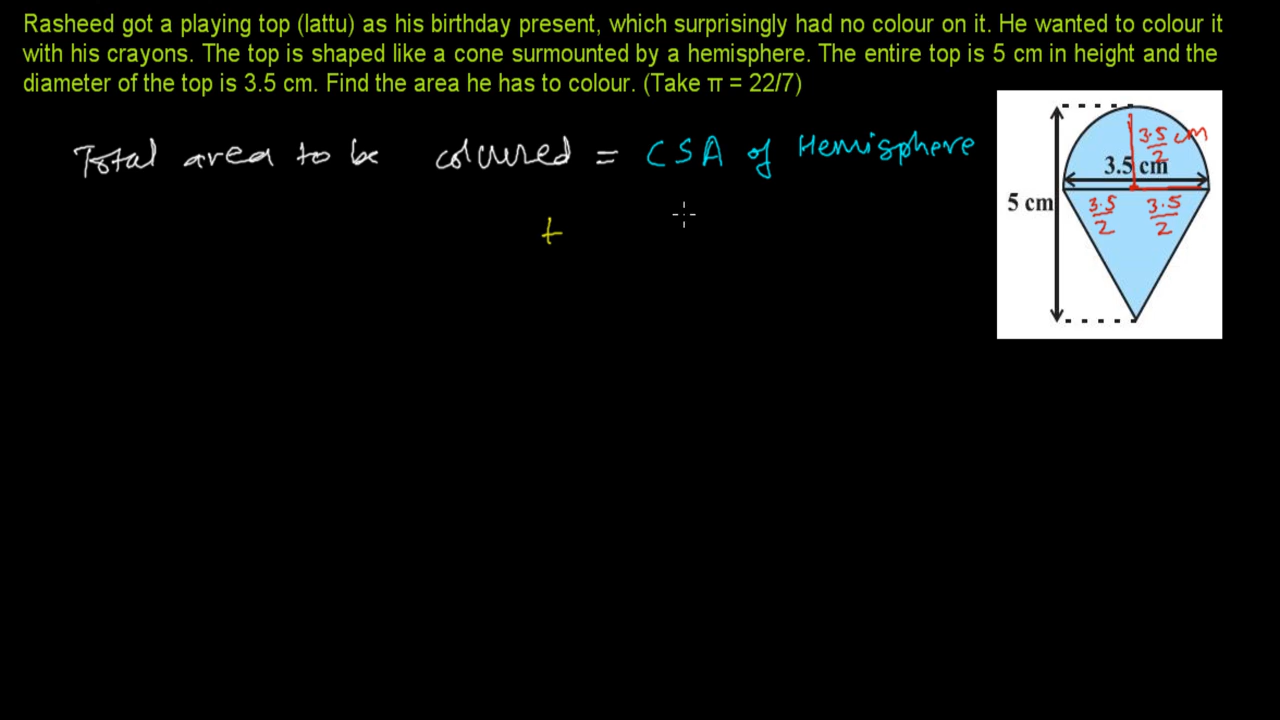 Rasheed got a playing top (lattu) as his birthday present, which surprisingly had no colour on it. He wanted to colour it
with his crayons. The top is shaped like a cone surmounted by a hemisphere. The entire top is 5 cm in height and the
diameter of the top is 3.5 cm. Find the area he has to colour. (Take π = 22/7)
Total area to be coloured = CSA of Hemisphere
+
3.5/2 cm
3.5 cm
5 cm
3.5/2 3.5/2